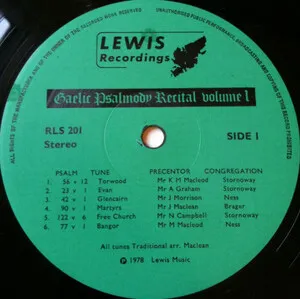 LEWIS
Recordings
Gaelic Psalmody Recital volume 1
RLS 201
Stereo
SIDE 1
PSALM TUNE PRECENTOR CONGREGATION
1. 56 v 12 Torwood Mr K M Macleod Stornoway
2. 23 v 1 Evan Mr A Graham Stornoway
3. 42 v 1 Glencairn Mr J Morrison Ness
4. 90 v 1 Martyrs Mr J Maclean Bragar
5. 122 v 6 Free Church Mr N Campbell Stornoway
6. 77 v 1 Bangor Mr M Macleod Ness
All tunes Traditional arr. Maclean
℗ 1978 Lewis Music
ALL RIGHTS OF THE MANUFACTURER AND OF THE OWNER OF THE RECORDED WORK RESERVED
UNAUTHORISED PUBLIC PERFORMANCE, BROADCASTING AND COPYING OF THIS RECORD PROHIBITED